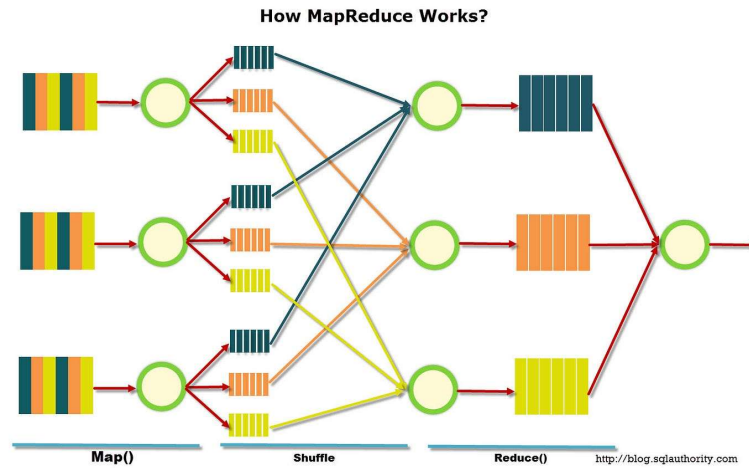 How MapReduce Works?
Map()
Shuffle
Reduce()
http://blog.sqlauthority.com